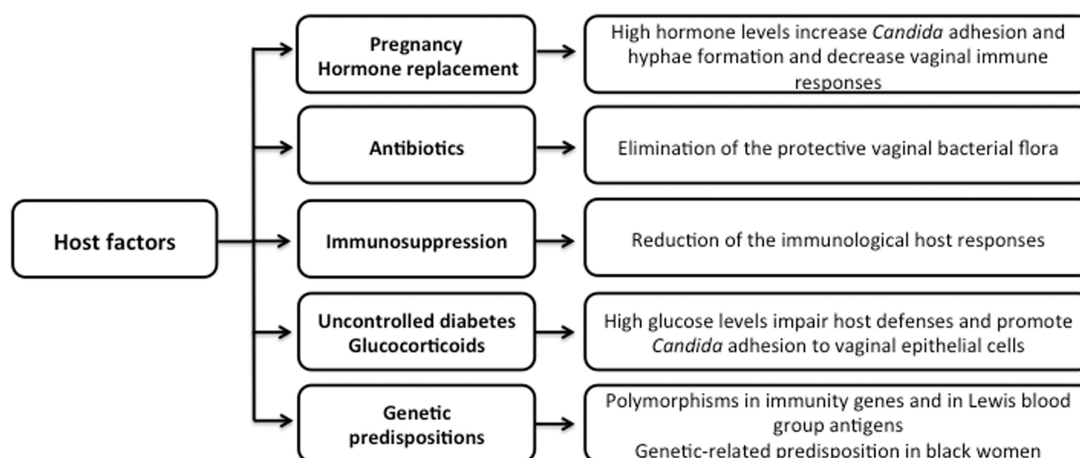 Host factors
Pregnancy
Hormone replacement
High hormone levels increase Candida adhesion and
hyphae formation and decrease vaginal immune
responses
Antibiotics
Elimination of the protective vaginal bacterial flora
Immunosuppression
Reduction of the immunological host responses
Uncontrolled diabetes
Glucocorticoids
High glucose levels impair host defenses and promote
Candida adhesion to vaginal epithelial cells
Genetic
predispositions
Polymorphisms in immunity genes and in Lewis blood
group antigens
Genetic-related predisposition in black women